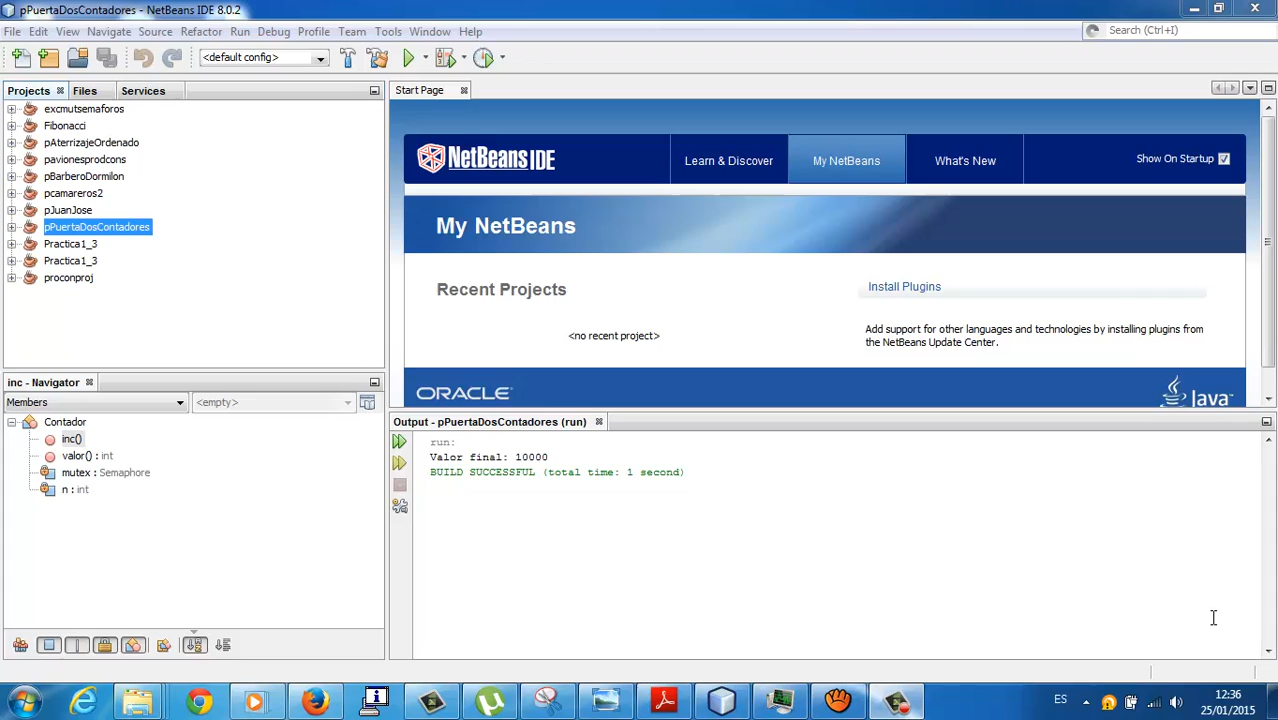 pPuertaDosContadores - NetBeans IDE 8.0.2
File Edit View Navigate Source Refactor Run Debug Profile Team Tools Window Help
Search (Ctrl+I)
<default config>
Projects Files Services
Start Page
excmutsemaforos
Fibonacci
pAterrizajeOrdenado
pavionesprodcons
pBarberoDormilon
pcamareros2
pJuanJose
pPuertaDosContadores
Practica1_3
Practica1_3
proconproj
NetBeans IDE
Learn & Discover
My NetBeans
What's New
Show On Startup
My NetBeans
Recent Projects
<no recent project>
Install Plugins
Add support for other languages and technologies by installing plugins from
the NetBeans Update Center.
ORACLE
Java
inc - Navigator
Members
<empty>
Contador
inc()
valor() : int
mutex : Semaphore
n : int
Output - pPuertaDosContadores (run)
run:
Valor final: 10000
BUILD SUCCESSFUL (total time: 1 second)
ES
12:36
25/01/2015